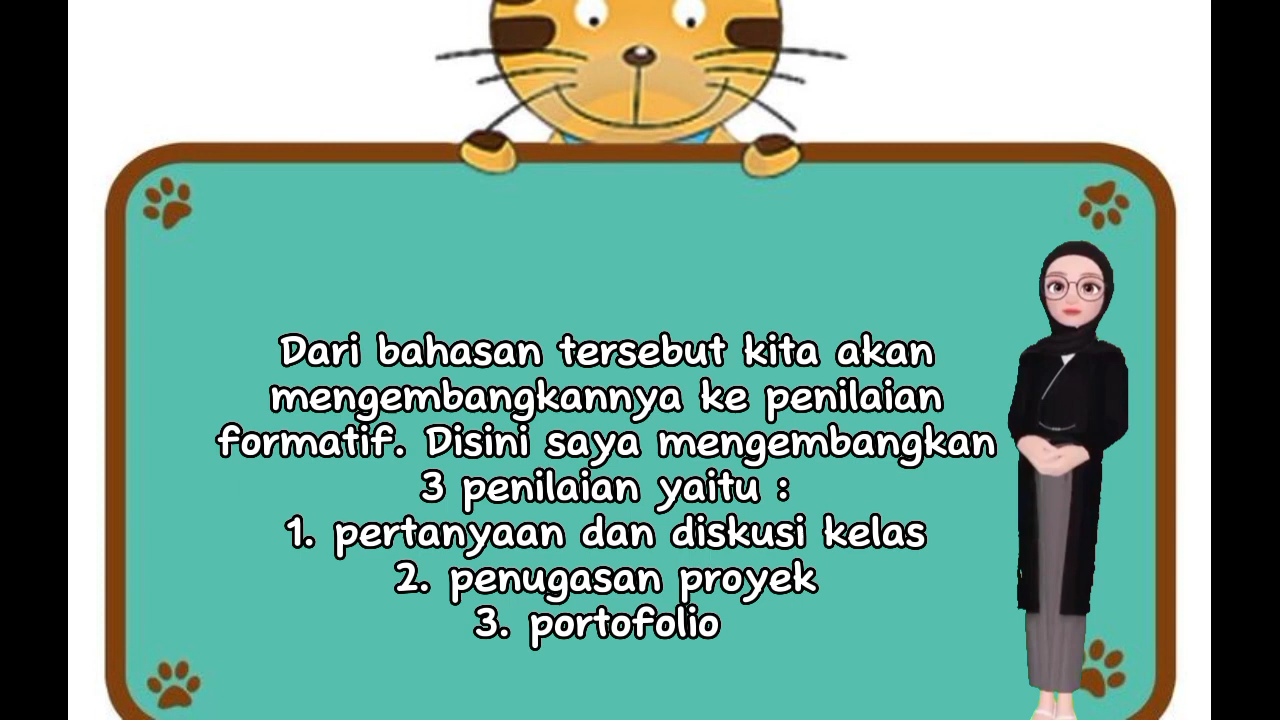 Dari bahasan tersebut kita akan
mengembangkannya ke penilaian
formatif. Disini saya mengembangkan
3 penilaian yaitu :
1. pertanyaan dan diskusi kelas
2. penugasan proyek
3. portofolio